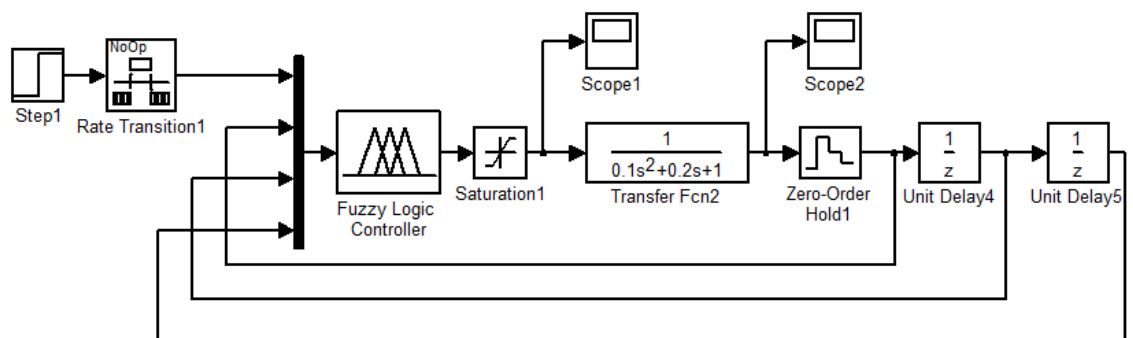 NoOp
Step1
Rate Transition1
Fuzzy Logic
Controller
Saturation1
Scope1
1
0.1s²+0.2s+1
Transfer Fcn2
Scope2
Zero-Order
Hold1
1
z
Unit Delay4
1
z
Unit Delay5